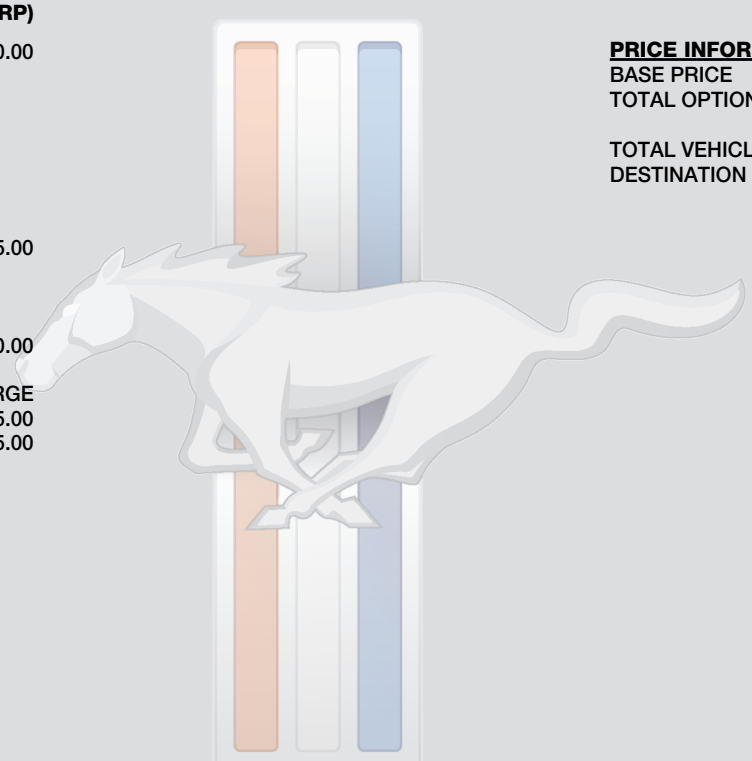 RP)
0.00
5.00
0.00
RGE
5.00
5.00
PRICE INFOR
BASE PRICE
TOTAL OPTION
TOTAL VEHICL
DESTINATION